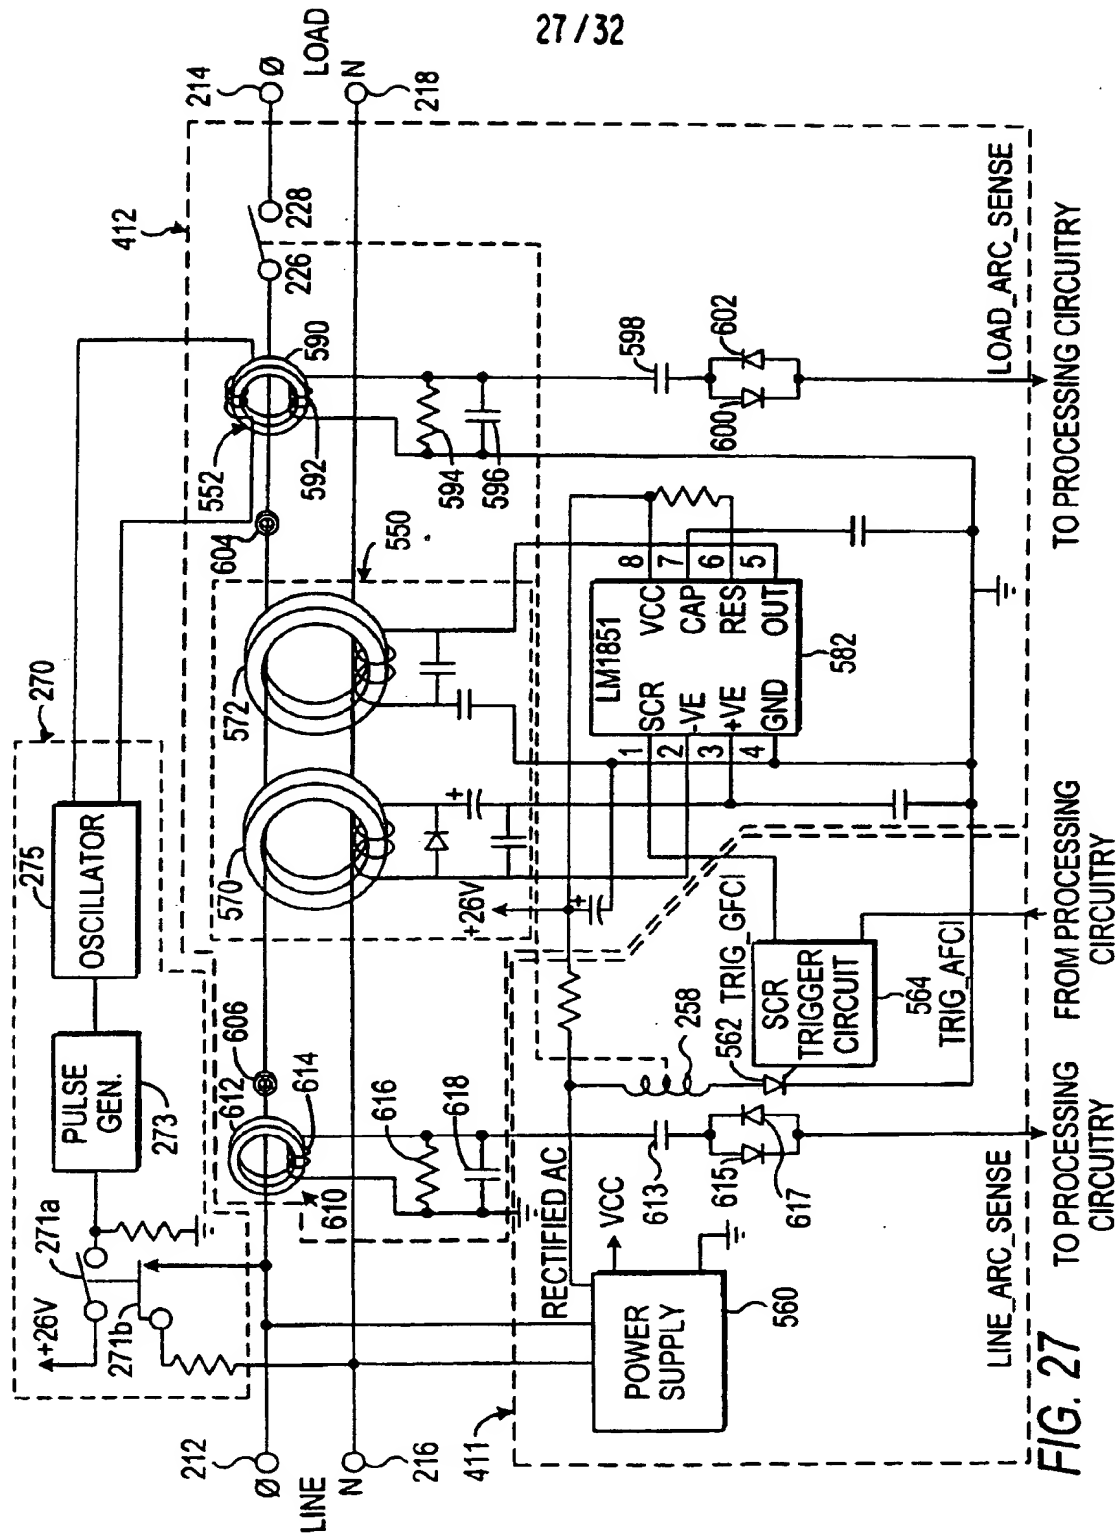 27/32
412
214
Ø
LOAD
N
218
228
226
590
552
592
604
594
596
598
602
600
LOAD_ARC_SENSE
TO PROCESSING CIRCUITRY
270
275
OSCILLATOR
PULSE
GEN.
273
271a
+26V
271b
572
550
570
+26V
LM1851
SCR
-VE
+VE
GND
VCC
CAP
RES
OUT
1
2
3
4
8
7
6
5
582
606
612
614
616
618
610
613
615
617
RECTIFIED AC
VCC
POWER
SUPPLY
560
258
562
TRIG_GFCI
SCR
TRIGGER
CIRCUIT
564
TRIG_AFCI
FROM PROCESSING
CIRCUITRY
TO PROCESSING
CIRCUITRY
LINE_ARC_SENSE
212
Ø
LINE
N
216
411
FIG. 27